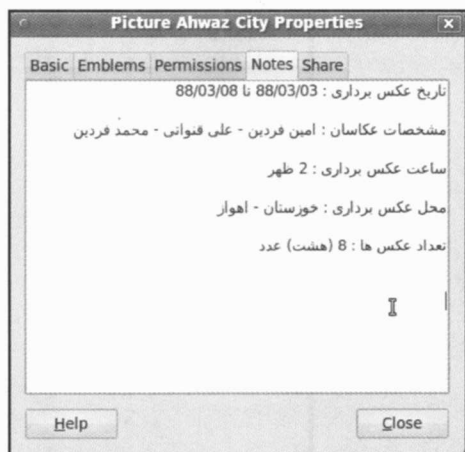 Picture Ahwaz City Properties
Basic Emblems Permissions Notes Share
تاریخ عکس برداری : 88/03/03 تا 88/03/08
مشخصات عکاسان : امین فردین - علی قنواتی - محمد فردین
ساعت عکس برداری : 2 ظهر
محل عکس برداری : خوزستان - اهواز
تعداد عکس ها : 8 (هشت) عدد
Help Close